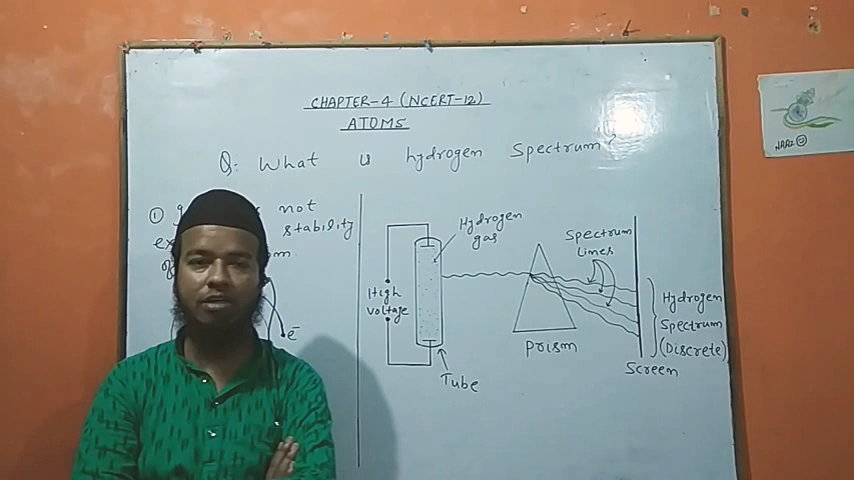 CHAPTER-4 (NCERT-12)
ATOMS
Q: What is hydrogen Spectrum?
① not
stability
e⁻
Hydrogen
gas
High
voltage
Tube
Prism
Spectrum
Lines
Hydrogen
Spectrum
(Discrete)
Screen
NAAZ